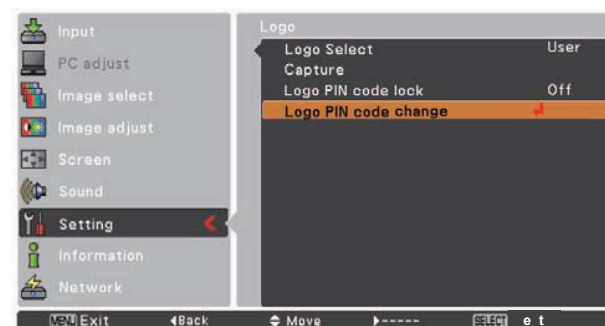 Input
PC adjust
Image select
Image adjust
Screen
Sound
Setting
Information
Network
Logo
Logo Select User
Capture
Logo PIN code lock Off
Logo PIN code change
MENU Exit Back Move ----- SELECT e t